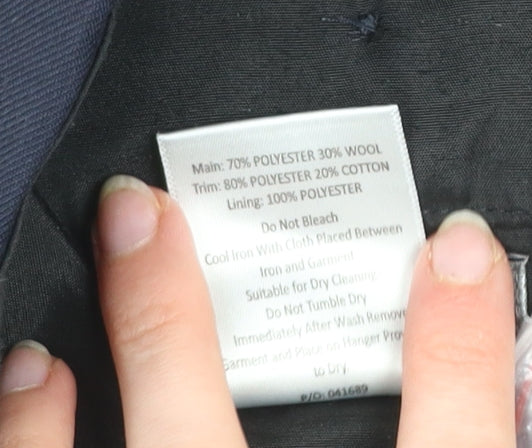 Main: 70% POLYESTER 30% WOOL
Trim: 80% POLYESTER 20% COTTON
Lining: 100% POLYESTER
Do Not Bleach
Cool Iron With Cloth Placed Between
Iron and Garment
Suitable for Dry Cleaning
Do Not Tumble Dry
Immediately After Wash Remove
Garment and Place on Hanger
to Dry
P/O: 041689